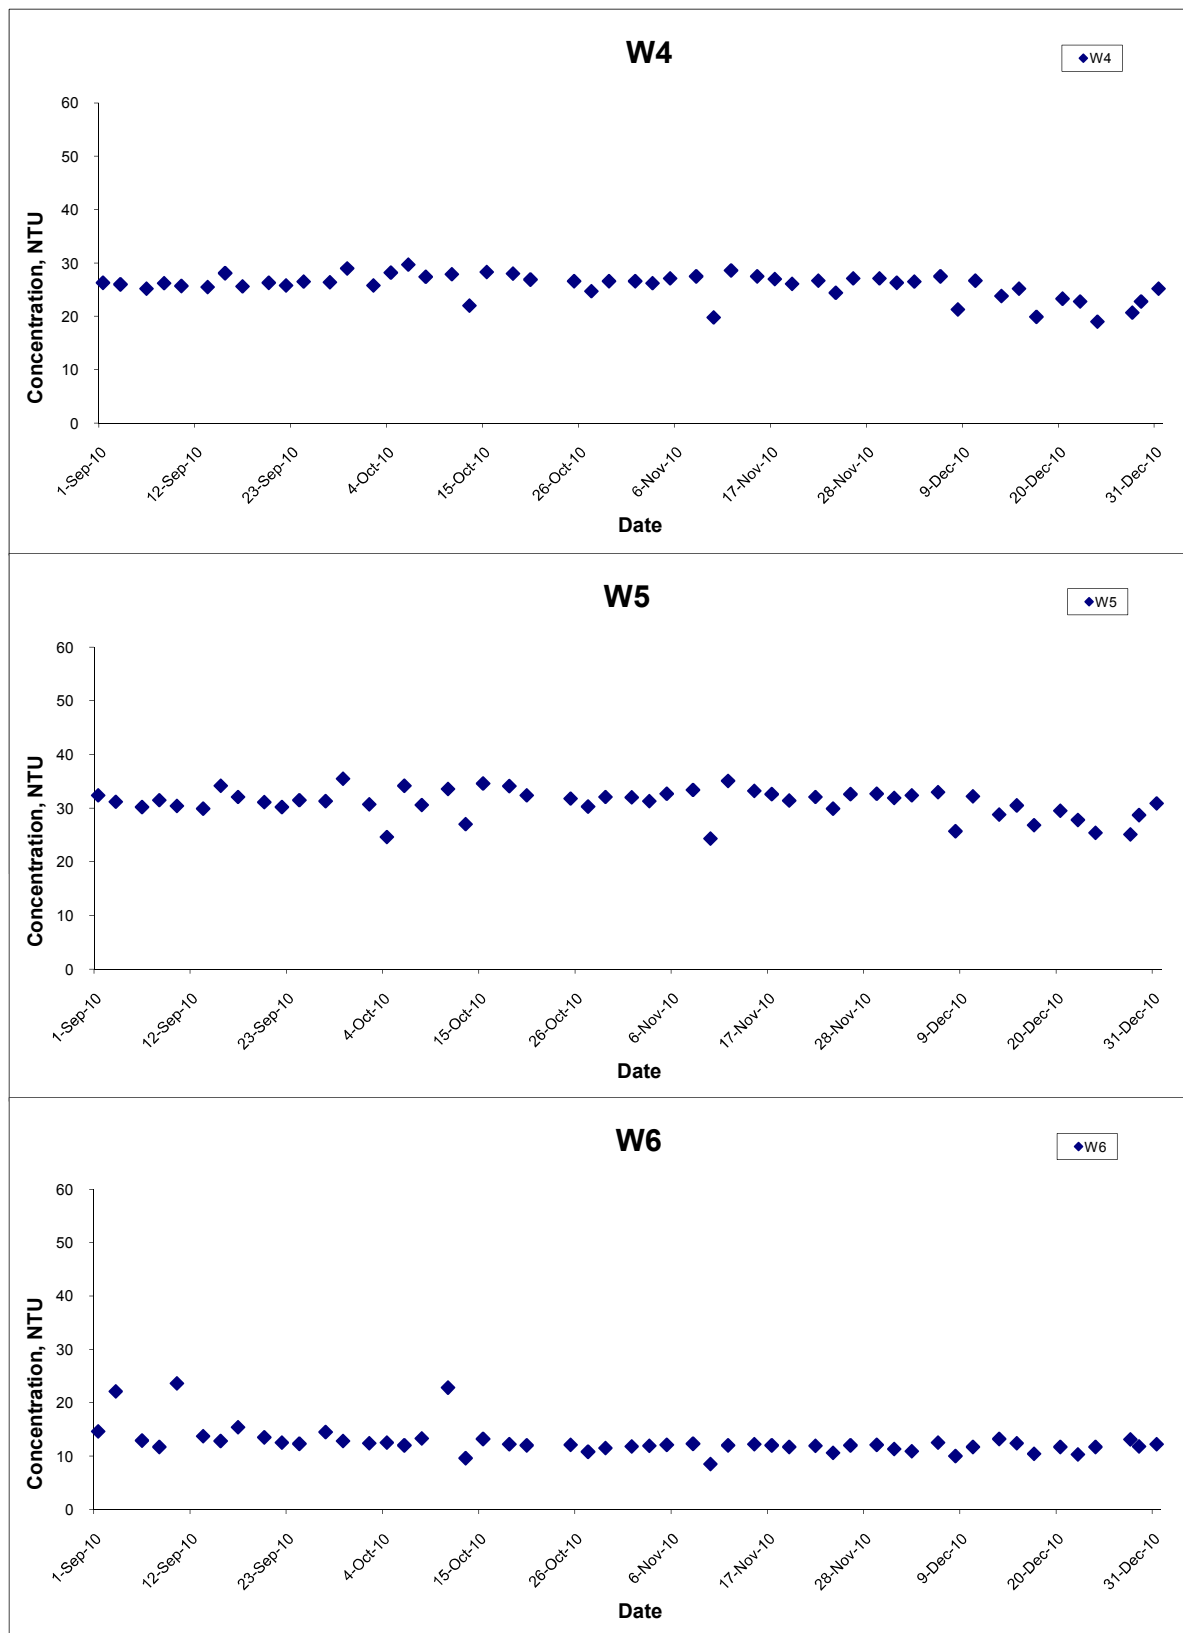 W4
W4
60
50
40
30
20
10
0
Concentration, NTU
1-Sep-10
12-Sep-10
23-Sep-10
4-Oct-10
15-Oct-10
26-Oct-10
6-Nov-10
17-Nov-10
28-Nov-10
9-Dec-10
20-Dec-10
31-Dec-10
Date
W5
W5
60
50
40
30
20
10
0
Concentration, NTU
1-Sep-10
12-Sep-10
23-Sep-10
4-Oct-10
15-Oct-10
26-Oct-10
6-Nov-10
17-Nov-10
28-Nov-10
9-Dec-10
20-Dec-10
31-Dec-10
Date
W6
W6
60
50
40
30
20
10
0
Concentration, NTU
1-Sep-10
12-Sep-10
23-Sep-10
4-Oct-10
15-Oct-10
26-Oct-10
6-Nov-10
17-Nov-10
28-Nov-10
9-Dec-10
20-Dec-10
31-Dec-10
Date